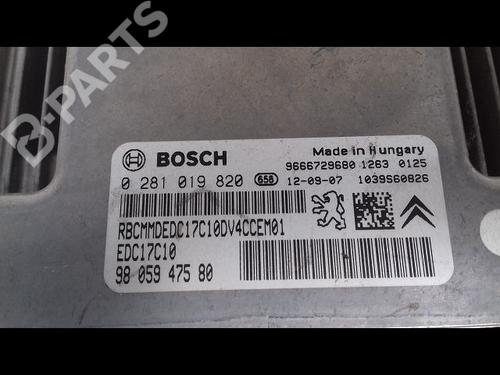 B-PARTS
BOSCH
Made in Hungary
9666729680 1263 0125
0 281 019 820 658 12-09-07 1039S60826
RBCMMDEDC17C10DV4CCEM01
EDC17C10
98 059 475 80